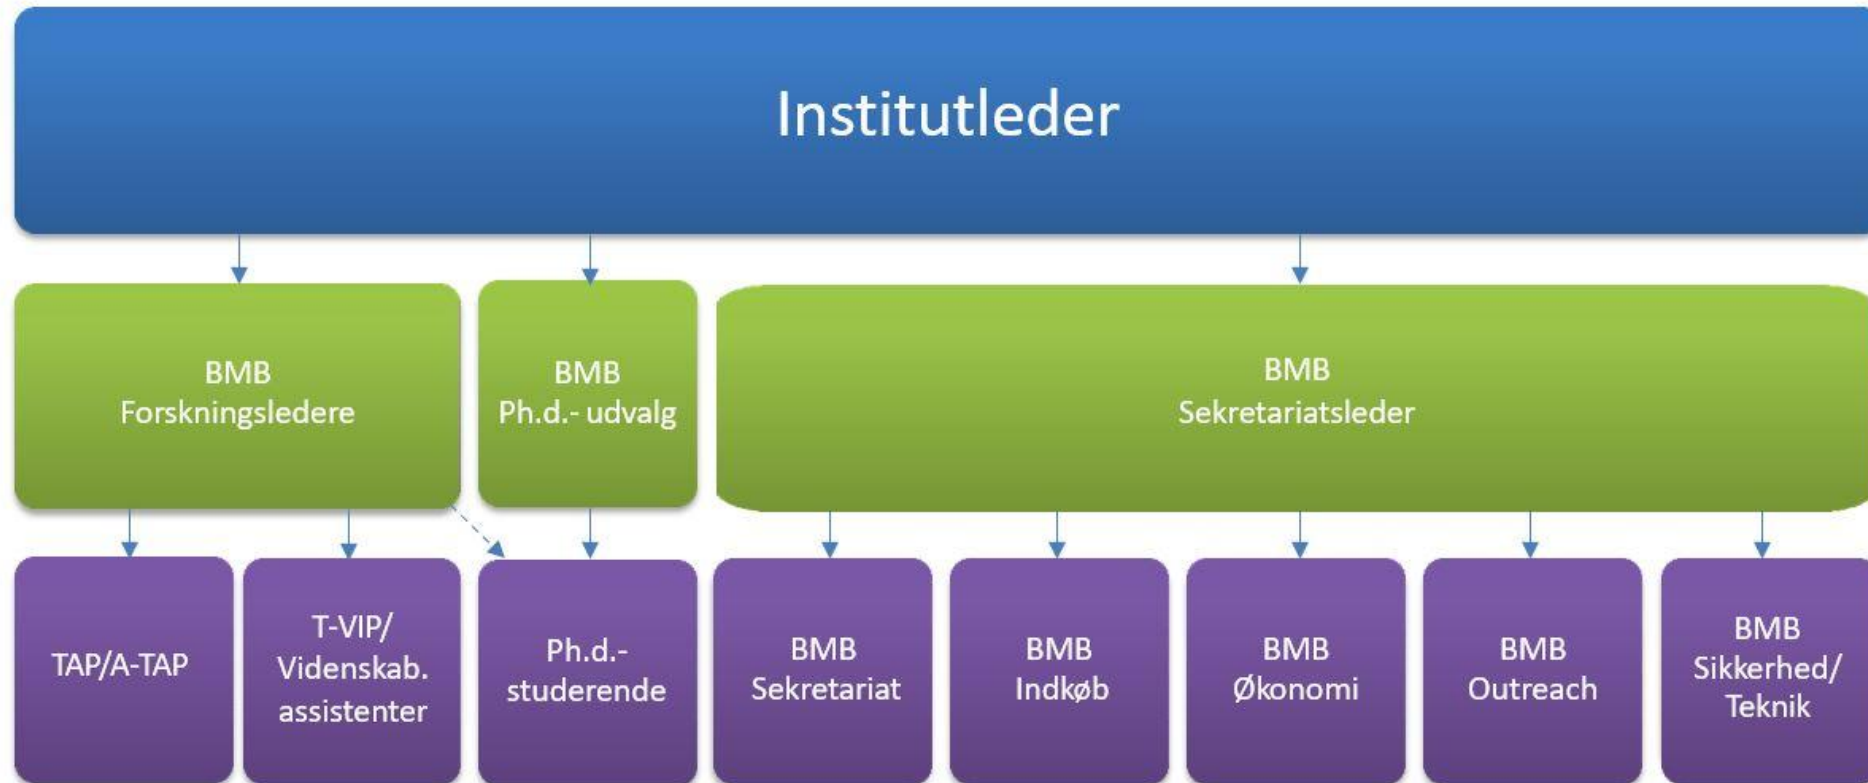 Institutleder
BMB
Forskningsledere
BMB
Ph.d.- udvalg
BMB
Sekretariatsleder
TAP/A-TAP
T-VIP/
Videnskab.
assistenter
Ph.d.-
studerende
BMB
Sekretariat
BMB
Indkøb
BMB
Økonomi
BMB
Outreach
BMB
Sikkerhed/
Teknik